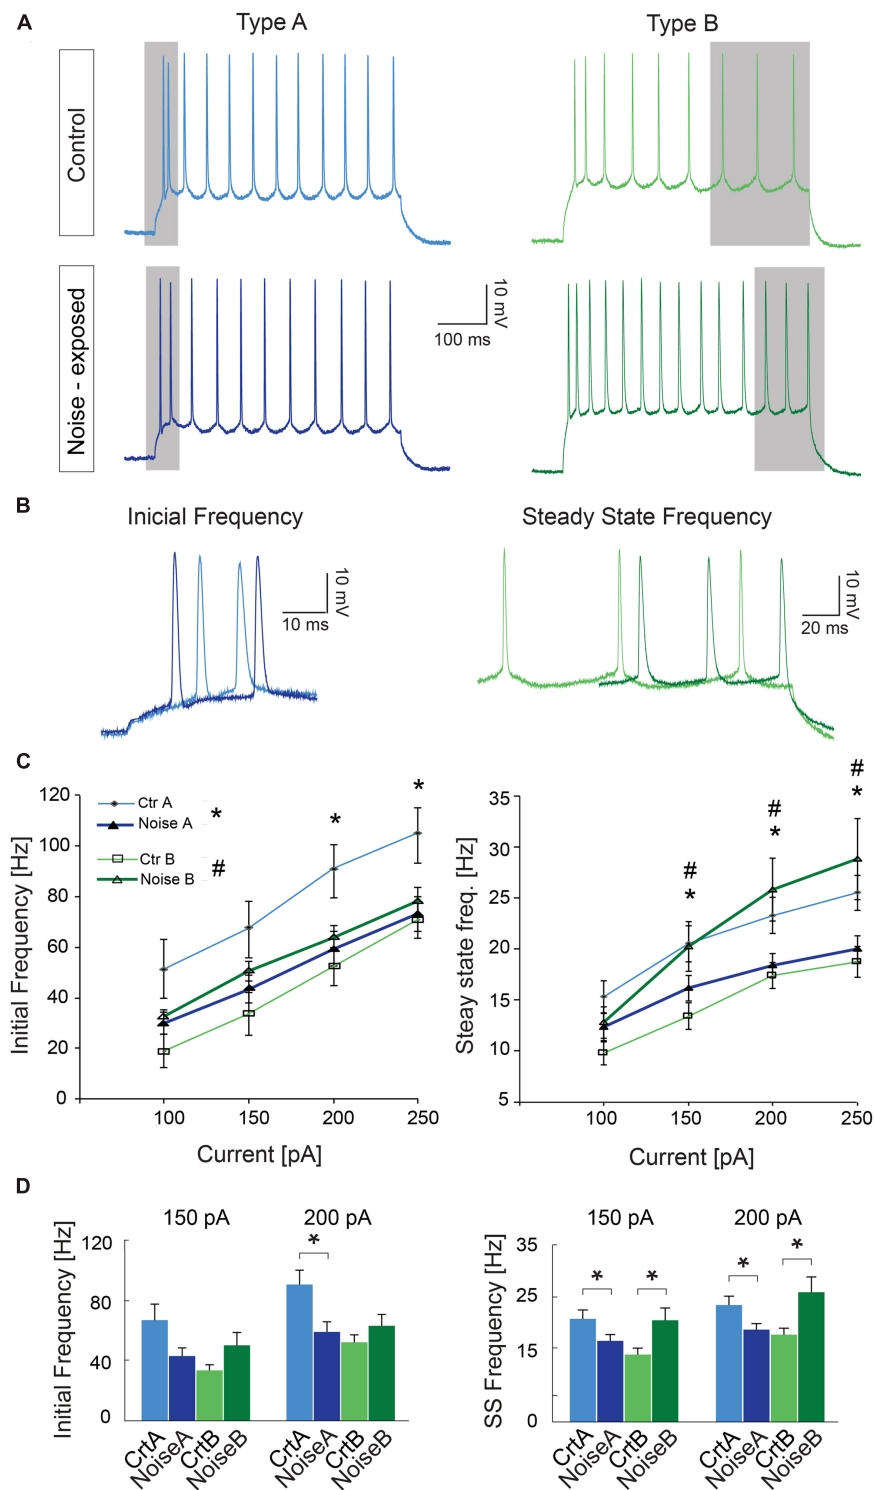 A
Type A
Type B
Control
Noise - exposed
10 mV
100 ms
B
Inicial Frequency
Steady State Frequency
10 mV
10 ms
10 mV
20 ms
C
Initial Frequency [Hz]
120
100
80
60
40
20
0
Ctr A
Noise A
*
Ctr B
Noise B
#
*
*
100
150
200
250
Current [pA]
Steay state freq. [Hz]
35
30
25
20
15
10
5
#
*
#
*
#
*
100
150
200
250
Current [pA]
D
150 pA
200 pA
Initial Frequency [Hz]
120
80
40
0
*
CrtA
NoiseA
CrtB
NoiseB
CrtA
NoiseA
CrtB
NoiseB
150 pA
200 pA
SS Frequency [Hz]
35
25
15
0
*
*
*
*
CrtA
NoiseA
CrtB
NoiseB
CrtA
NoiseA
CrtB
NoiseB